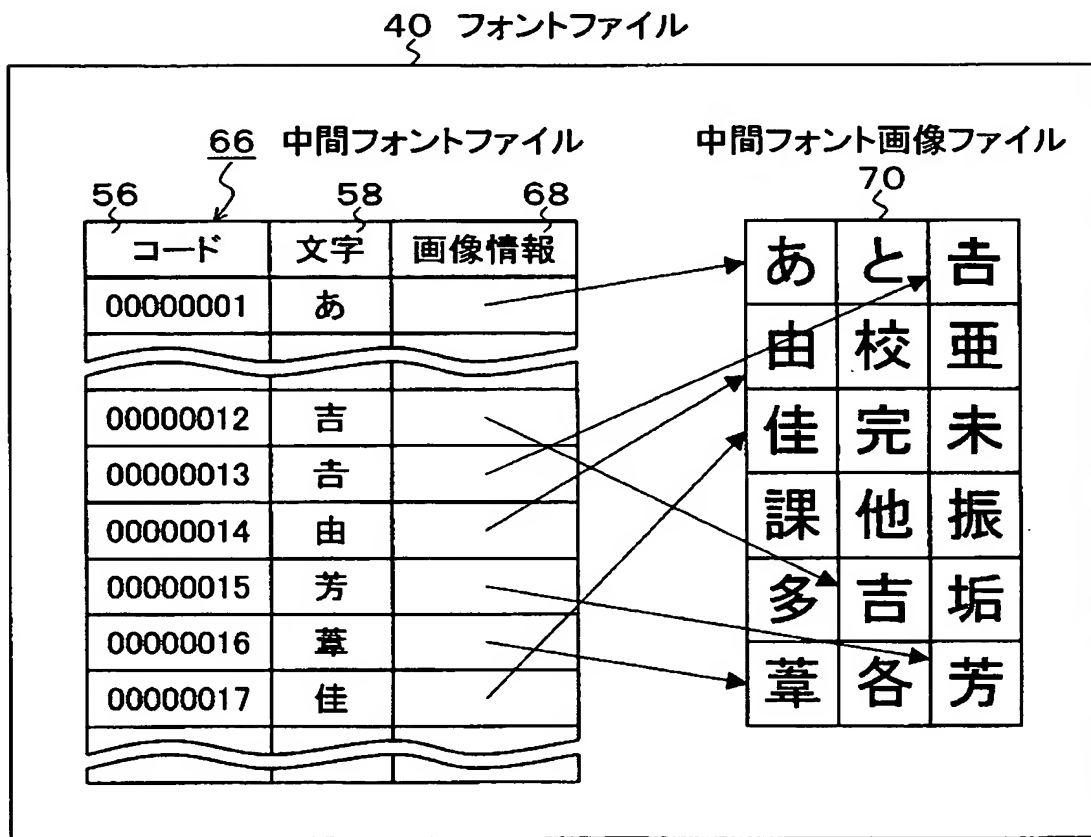 40 フォントファイル
66 中間フォントファイル
56 58 68
コード 文字 画像情報
00000001 あ
00000012 吉
00000013 𠮷
00000014 由
00000015 芳
00000016 葦
00000017 佳
中間フォント画像ファイル
70
あ と 𠮷
由 校 亜
佳 完 未
課 他 振
多 吉 垢
葦 各 芳